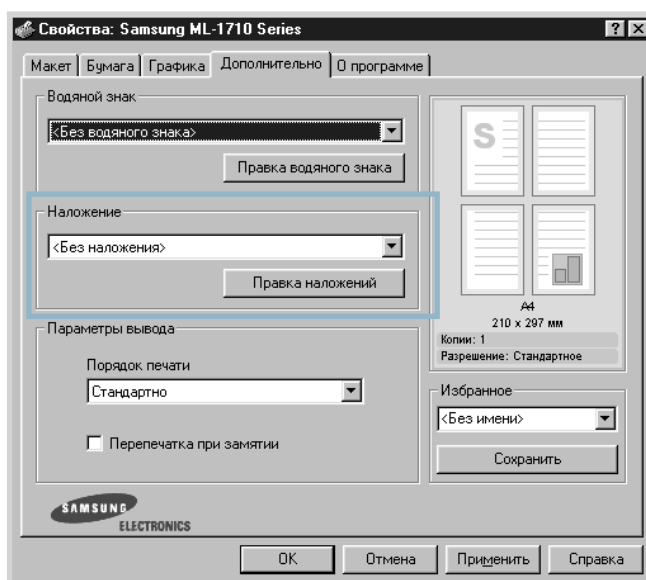 Свойства: Samsung ML-1710 Series
Макет Бумага Графика Дополнительно О программе
Водяной знак
<Без водяного знака>
Правка водяного знака
Наложение
<Без наложения>
Правка наложений
Параметры вывода
Порядок печати
Стандартно
Перепечатка при замятии
S
A4
210 x 297 мм
Копии: 1
Разрешение: Стандартное
Избранное
<Без имени>
Сохранить
SAMSUNG
ELECTRONICS
OK Отмена Применить Справка